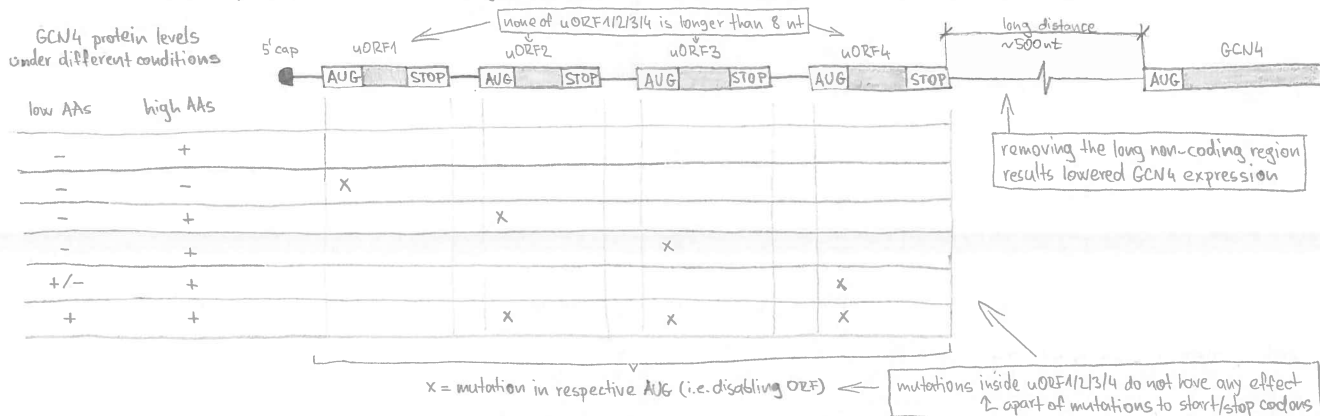 none of uORF1/2/3/4 is longer than 8 nt
GCN4 protein levels
under different conditions
5' cap
uORF1
uORF2
uORF3
uORF4
long distance
~500nt
GCN4
AUG STOP AUG STOP AUG STOP AUG STOP AUG
low AAs high AAs
removing the long non-coding region
results lowered GCN4 expression
- +
- - x
- + x
- + x
+/- + x
+ + x x x
x = mutation in respective AUG (i.e. disabling ORF)
mutations inside uORF1/2/3/4 do not have any effect
apart of mutations to start/stop codons